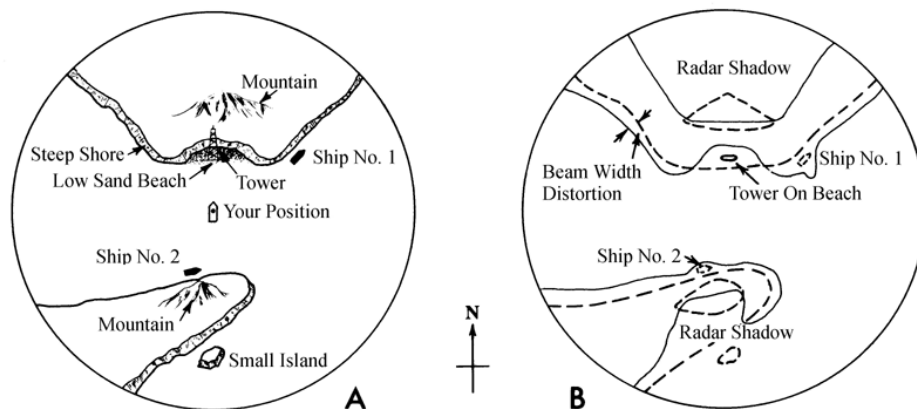 Mountain
Steep Shore
Ship No. 1
Low Sand Beach
Tower
Your Position
Ship No. 2
Mountain
Small Island
A
N
Radar Shadow
Ship No. 1
Beam Width
Distortion
Tower On Beach
Ship No. 2
Radar Shadow
B